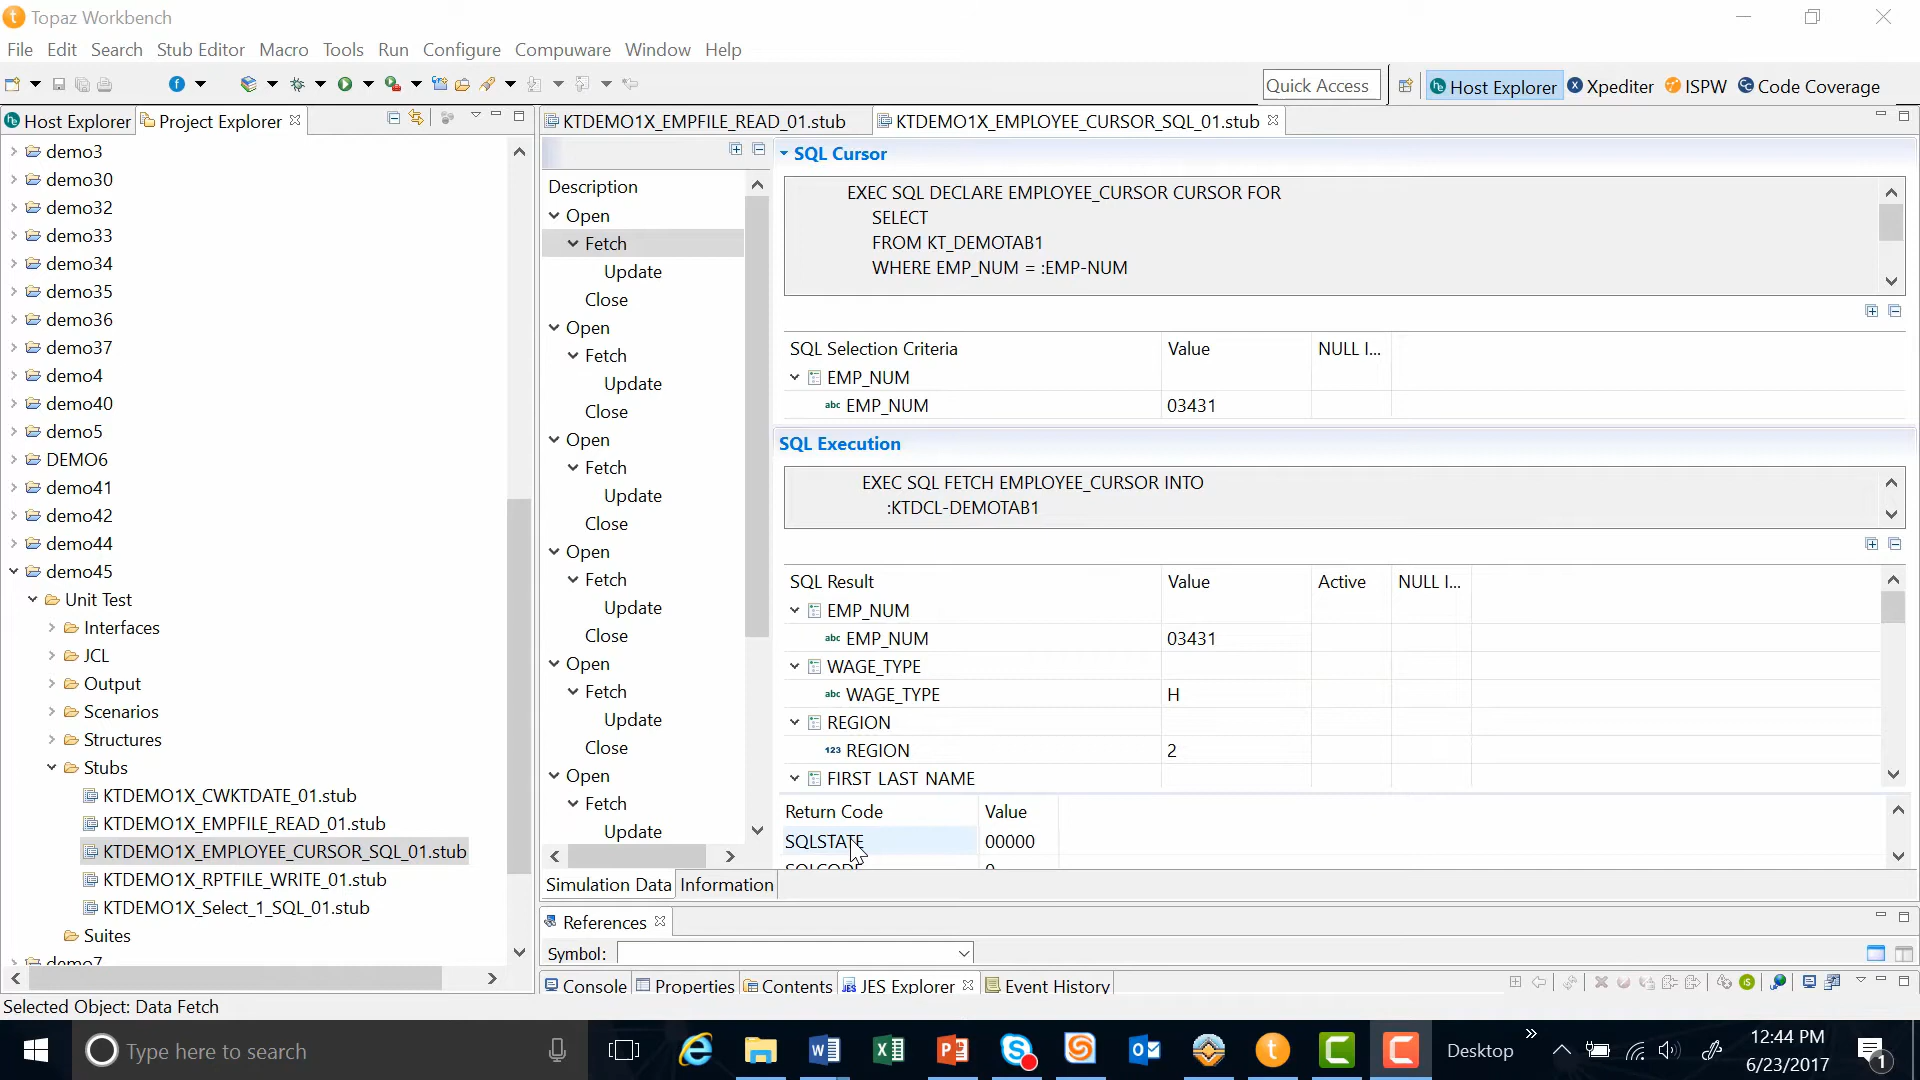 Topaz Workbench
File Edit Search Stub Editor Macro Tools Run Configure Compuware Window Help
Quick Access
Host Explorer Xpediter ISPW Code Coverage
Host Explorer Project Explorer
demo3
demo30
demo32
demo33
demo34
demo35
demo36
demo37
demo4
demo40
demo5
DEMO6
demo41
demo42
demo44
demo45
Unit Test
Interfaces
JCL
Output
Scenarios
Structures
Stubs
KTDEMO1X_CWKTDATE_01.stub
KTDEMO1X_EMPFILE_READ_01.stub
KTDEMO1X_EMPLOYEE_CURSOR_SQL_01.stub
KTDEMO1X_RPTFILE_WRITE_01.stub
KTDEMO1X_Select_1_SQL_01.stub
Suites
demo7
KTDEMO1X_EMPFILE_READ_01.stub KTDEMO1X_EMPLOYEE_CURSOR_SQL_01.stub
Description
Open
Fetch
Update
Close
Open
Fetch
Update
Close
Open
Fetch
Update
Close
Open
Fetch
Update
Close
Open
Fetch
Update
Close
Open
Fetch
Update
SQL Cursor
EXEC SQL DECLARE EMPLOYEE_CURSOR CURSOR FOR
SELECT
FROM KT_DEMOTAB1
WHERE EMP_NUM = :EMP-NUM
SQL Selection Criteria Value NULL I...
EMP_NUM
abc EMP_NUM 03431
SQL Execution
EXEC SQL FETCH EMPLOYEE_CURSOR INTO
:KTDCL-DEMOTAB1
SQL Result Value Active NULL I...
EMP_NUM
abc EMP_NUM 03431
WAGE_TYPE
abc WAGE_TYPE H
REGION
123 REGION 2
FIRST LAST NAME
Return Code Value
SQLSTATE 00000
SQLCODE 0
Simulation Data Information
References
Symbol:
Console Properties Contents JES Explorer Event History
Selected Object: Data Fetch
Type here to search
Desktop
12:44 PM
6/23/2017
1